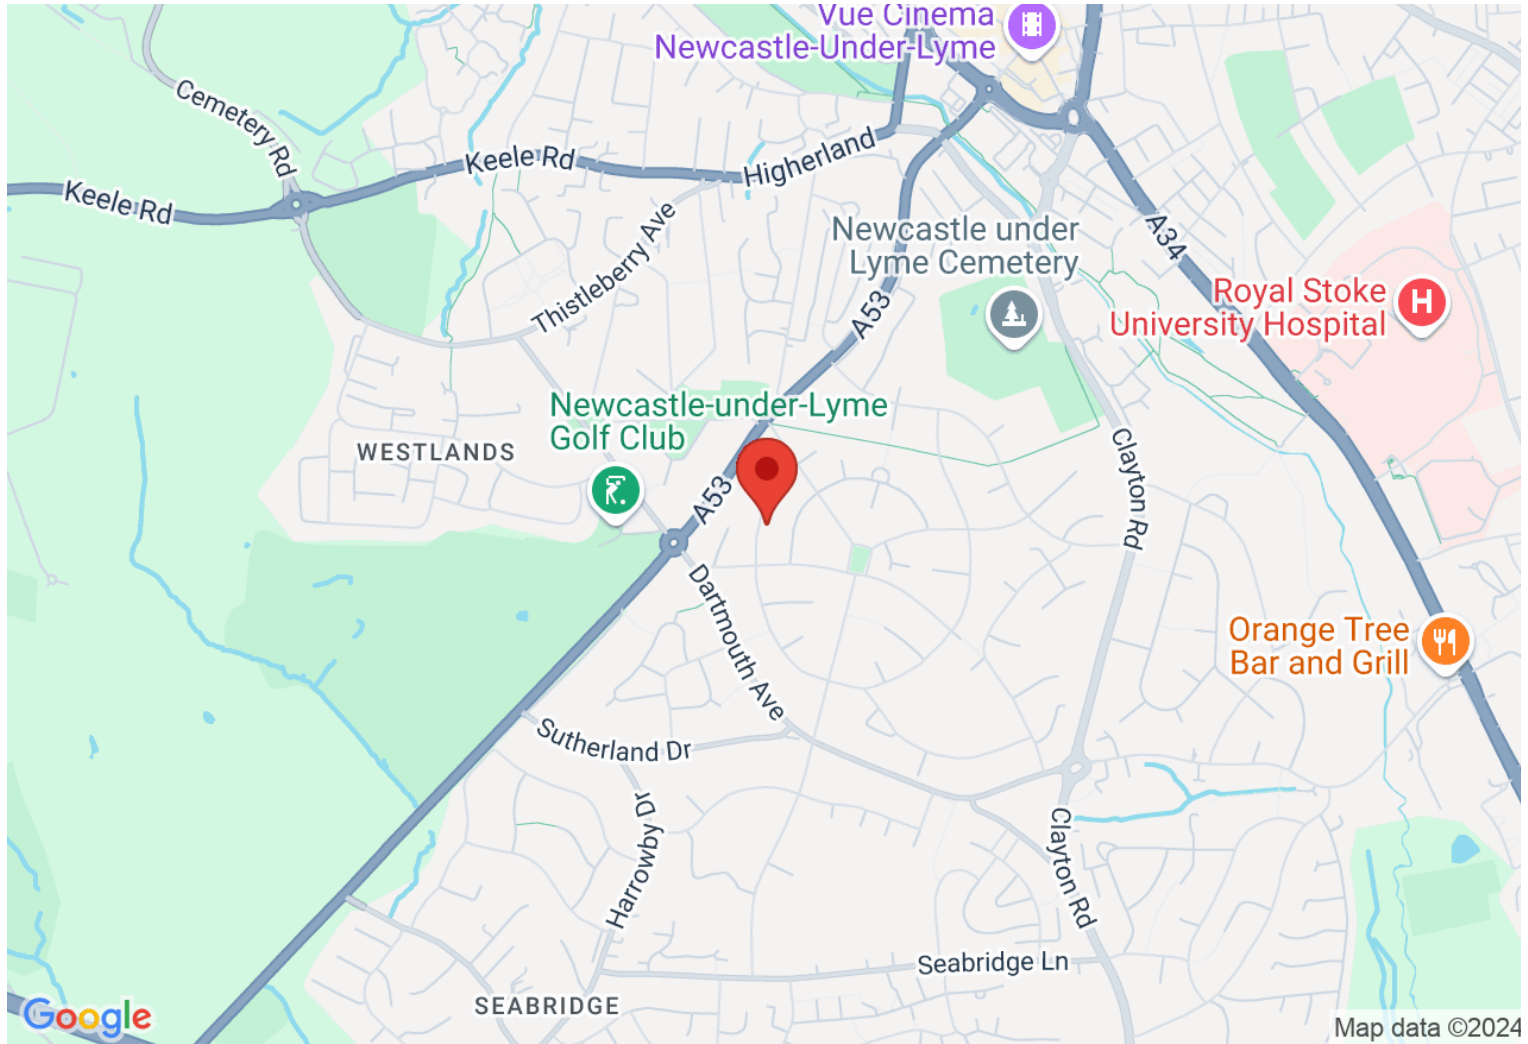 Vue Cinema
Newcastle-Under-Lyme
Cemetery Rd
Keele Rd
Keele Rd
Higherland
Thistleberry Ave
A53
Newcastle under
Lyme Cemetery
A34
Royal Stoke
University Hospital
H
Newcastle-under-Lyme
Golf Club
WESTLANDS
A53
Clayton Rd
Dartmouth Ave
Orange Tree
Bar and Grill
Sutherland Dr
Harrowby Dr
Clayton Rd
Seabridge Ln
SEABRIDGE
Google
Map data ©2024